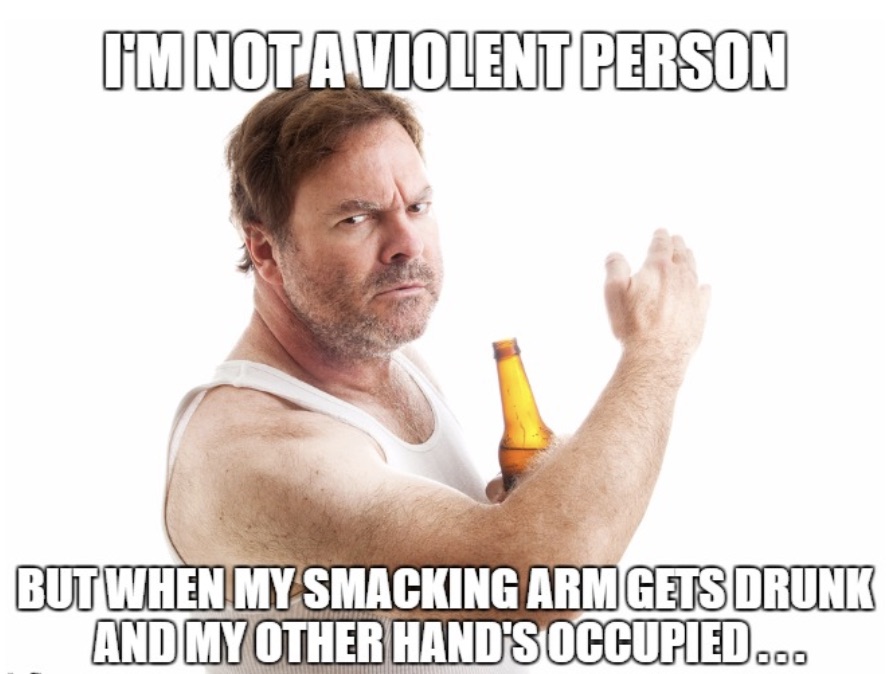 I'M NOT A VIOLENT PERSON
BUT WHEN MY SMACKING ARM GETS DRUNK
AND MY OTHER HAND'S OCCUPIED . . .